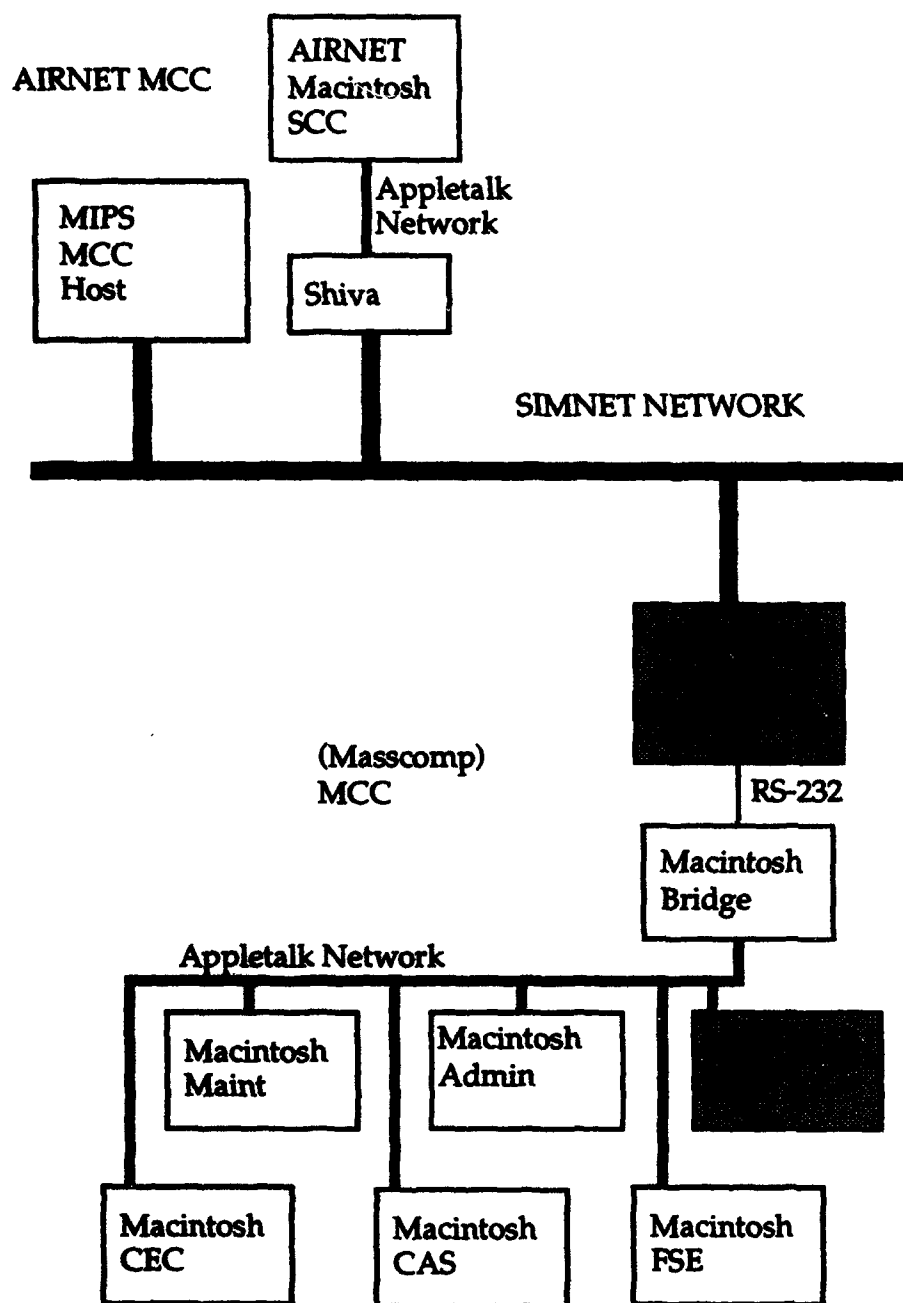 AIRNET MCC
AIRNET
Macintosh
SCC
Appletalk
Network
MIPS
MCC
Host
Shiva
SIMNET NETWORK
(Masscomp)
MCC
RS-232
Macintosh
Bridge
Appletalk Network
Macintosh
Maint
Macintosh
Admin
Macintosh
CEC
Macintosh
CAS
Macintosh
FSE